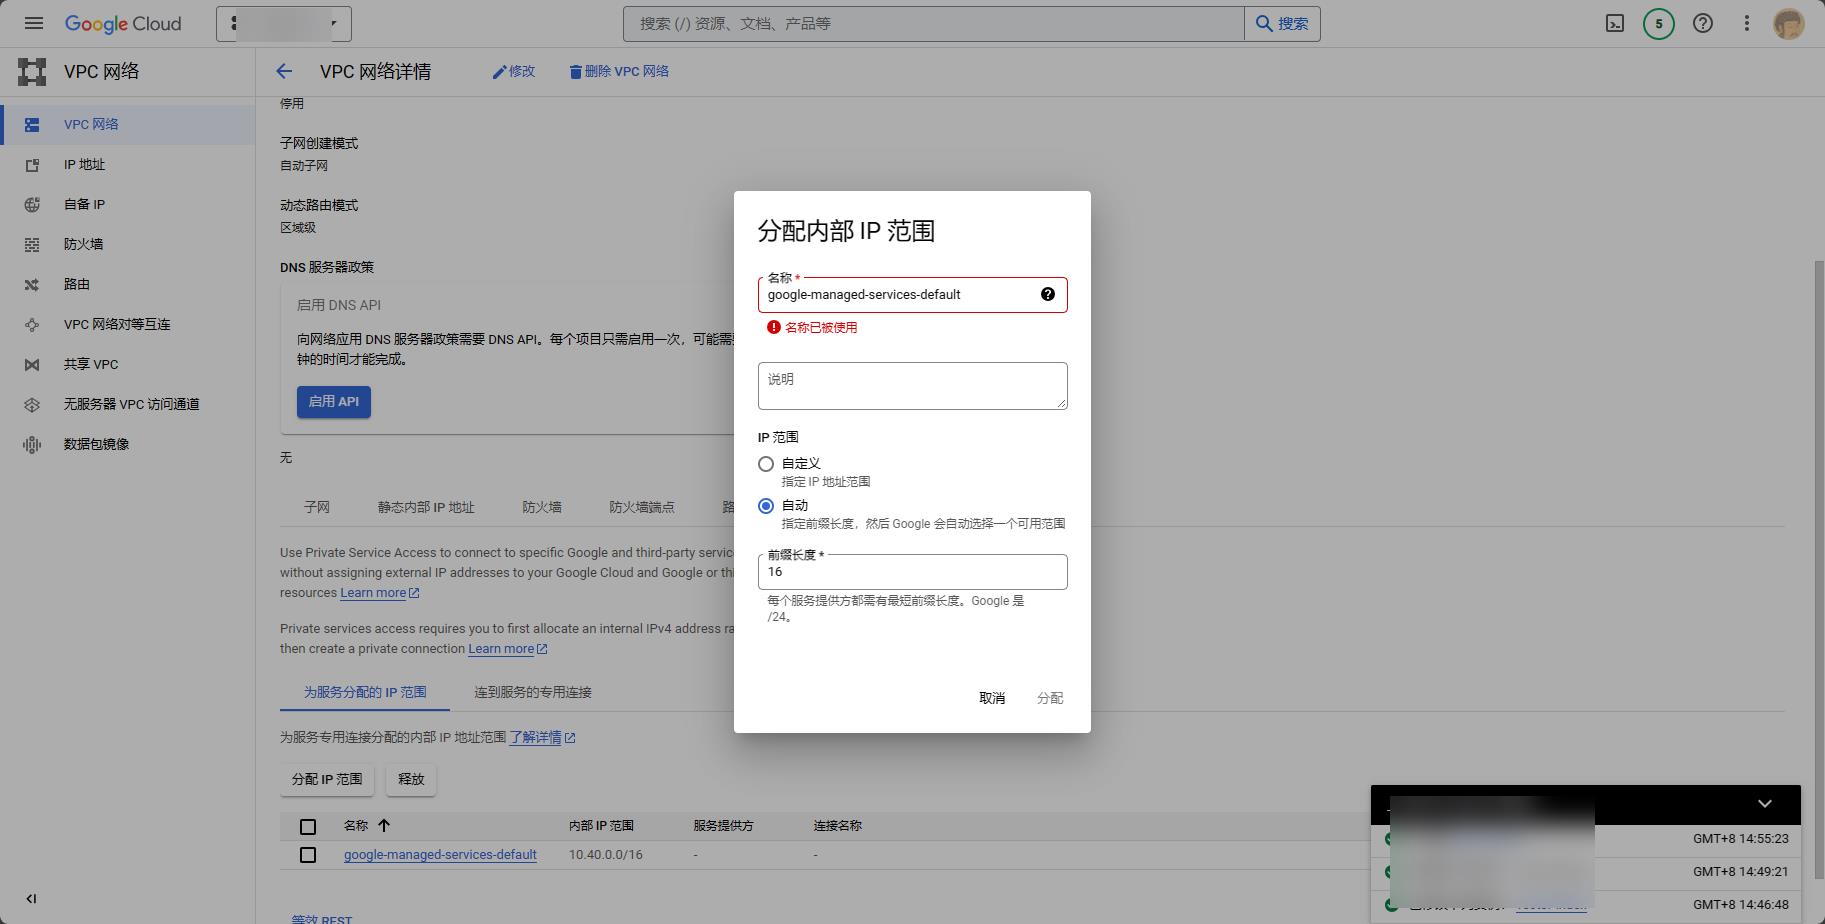 Google Cloud
搜索 (/) 资源、文档、产品等
搜索
5
VPC 网络
VPC 网络详情
修改
删除 VPC 网络
VPC 网络
IP 地址
自备 IP
防火墙
路由
VPC 网络对等互连
共享 VPC
无服务器 VPC 访问通道
数据包镜像
停用
子网创建模式
自动子网
动态路由模式
区域级
DNS 服务器政策
启用 DNS API
向网络应用 DNS 服务器政策需要 DNS API。每个项目只需启用一次，可能需
钟的时间才能完成。
启用 API
无
子网
静态内部 IP 地址
防火墙
防火墙端点
路
Use Private Service Access to connect to specific Google and third-party servic
without assigning external IP addresses to your Google Cloud and Google or thi
resources Learn more
Private services access requires you to first allocate an internal IPv4 address ra
then create a private connection Learn more
为服务分配的 IP 范围
连到服务的专用连接
为服务专用连接分配的内部 IP 地址范围 了解详情
分配 IP 范围
释放
名称
内部 IP 范围
服务提供方
连接名称
google-managed-services-default
10.40.0.0/16
-
-
等效 REST
分配内部 IP 范围
名称 *
google-managed-services-default
名称已被使用
说明
IP 范围
自定义
指定 IP 地址范围
自动
指定前缀长度，然后 Google 会自动选择一个可用范围
前缀长度 *
16
每个服务提供方都需有最短前缀长度。Google 是
/24。
取消
分配
GMT+8 14:55:23
GMT+8 14:49:21
GMT+8 14:46:48